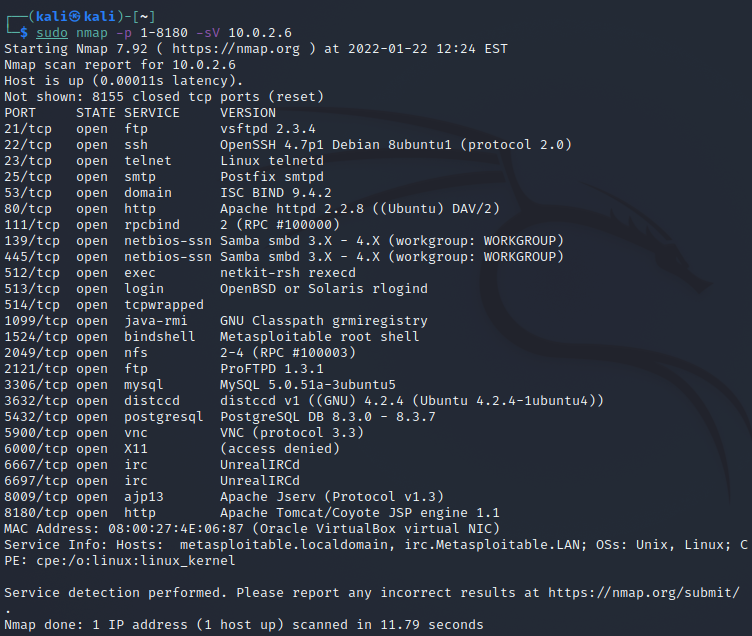 ┌──(kali㉿kali)-[~]
└─$ sudo nmap -p 1-8180 -sV 10.0.2.6
Starting Nmap 7.92 ( https://nmap.org ) at 2022-01-22 12:24 EST
Nmap scan report for 10.0.2.6
Host is up (0.00011s latency).
Not shown: 8155 closed tcp ports (reset)
PORT     STATE SERVICE     VERSION
21/tcp   open  ftp         vsftpd 2.3.4
22/tcp   open  ssh         OpenSSH 4.7p1 Debian 8ubuntu1 (protocol 2.0)
23/tcp   open  telnet      Linux telnetd
25/tcp   open  smtp        Postfix smtpd
53/tcp   open  domain      ISC BIND 9.4.2
80/tcp   open  http        Apache httpd 2.2.8 ((Ubuntu) DAV/2)
111/tcp  open  rpcbind     2 (RPC #100000)
139/tcp  open  netbios-ssn Samba smbd 3.X - 4.X (workgroup: WORKGROUP)
445/tcp  open  netbios-ssn Samba smbd 3.X - 4.X (workgroup: WORKGROUP)
512/tcp  open  exec        netkit-rsh rexecd
513/tcp  open  login       OpenBSD or Solaris rlogind
514/tcp  open  tcpwrapped
1099/tcp open  java-rmi    GNU Classpath grmiregistry
1524/tcp open  bindshell   Metasploitable root shell
2049/tcp open  nfs         2-4 (RPC #100003)
2121/tcp open  ftp         ProFTPD 1.3.1
3306/tcp open  mysql       MySQL 5.0.51a-3ubuntu5
3632/tcp open  distccd     distccd v1 ((GNU) 4.2.4 (Ubuntu 4.2.4-1ubuntu4))
5432/tcp open  postgresql  PostgreSQL DB 8.3.0 - 8.3.7
5900/tcp open  vnc         VNC (protocol 3.3)
6000/tcp open  X11         (access denied)
6667/tcp open  irc         UnrealIRCd
6697/tcp open  irc         UnrealIRCd
8009/tcp open  ajp13       Apache Jserv (Protocol v1.3)
8180/tcp open  http        Apache Tomcat/Coyote JSP engine 1.1
MAC Address: 08:00:27:4E:06:87 (Oracle VirtualBox virtual NIC)
Service Info: Hosts:  metasploitable.localdomain, irc.Metasploitable.LAN; OSs: Unix, Linux; C
PE: cpe:/o:linux:linux_kernel

Service detection performed. Please report any incorrect results at https://nmap.org/submit/
.
Nmap done: 1 IP address (1 host up) scanned in 11.79 seconds